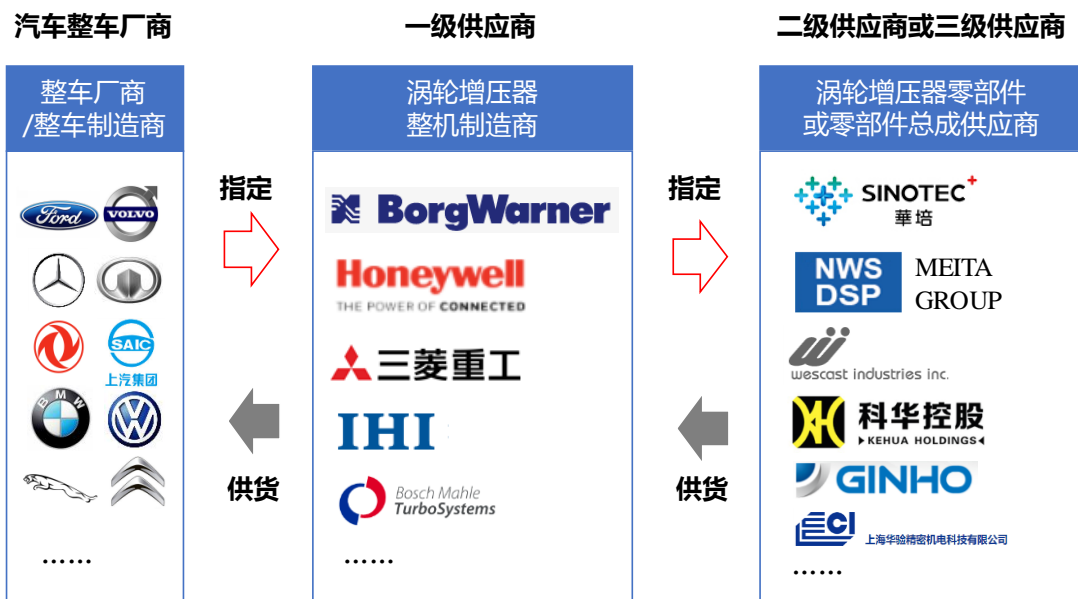 汽车整车厂商
一级供应商
二级供应商或三级供应商
整车厂商
/整车制造商
涡轮增压器
整机制造商
涡轮增压器零部件
或零部件总成供应商
Ford
VOLVO
SAIC
上汽集团
BMW
……
指定
供货
BorgWarner
Honeywell
THE POWER OF CONNECTED
三菱重工
IHI
Bosch Mahle
TurboSystems
……
指定
供货
SINOTEC+
華培
NWS
DSP
MEITA
GROUP
wescast industries inc.
科华控股
KEHUA HOLDINGS
GINHO
ECI
上海华验精密机电科技有限公司
……